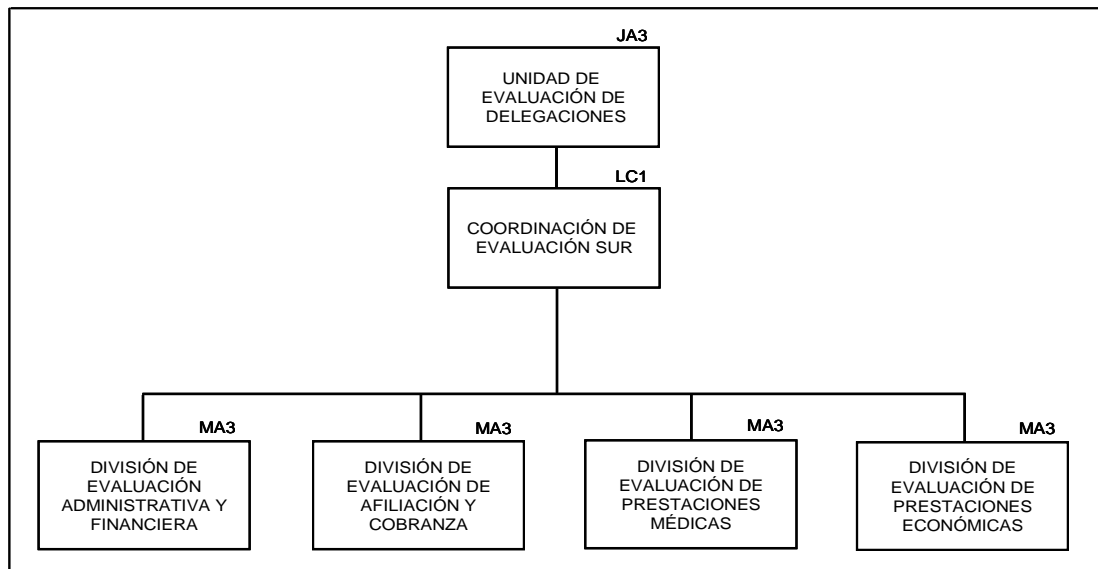 JA3
UNIDAD DE
EVALUACIÓN DE
DELEGACIONES
LC1
COORDINACIÓN DE
EVALUACIÓN SUR
MA3
DIVISIÓN DE
EVALUACIÓN
ADMINISTRATIVA Y
FINANCIERA
MA3
DIVISIÓN DE
EVALUACIÓN DE
AFILIACIÓN Y
COBRANZA
MA3
DIVISIÓN DE
EVALUACIÓN DE
PRESTACIONES
MÉDICAS
MA3
DIVISIÓN DE
EVALUACIÓN DE
PRESTACIONES
ECONÓMICAS